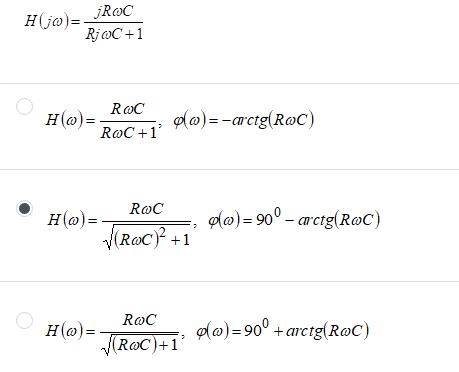 H(jω)= jRωC / RjωC+1
H(ω)= RωC / RωC+1, φ(ω)=−arctg(RωC)
H(ω)= RωC / √(RωC)² +1, φ(ω)=90⁰ − arctg(RωC)
H(ω)= RωC / √(RωC)+1, φ(ω)=90⁰ +arctg(RωC)